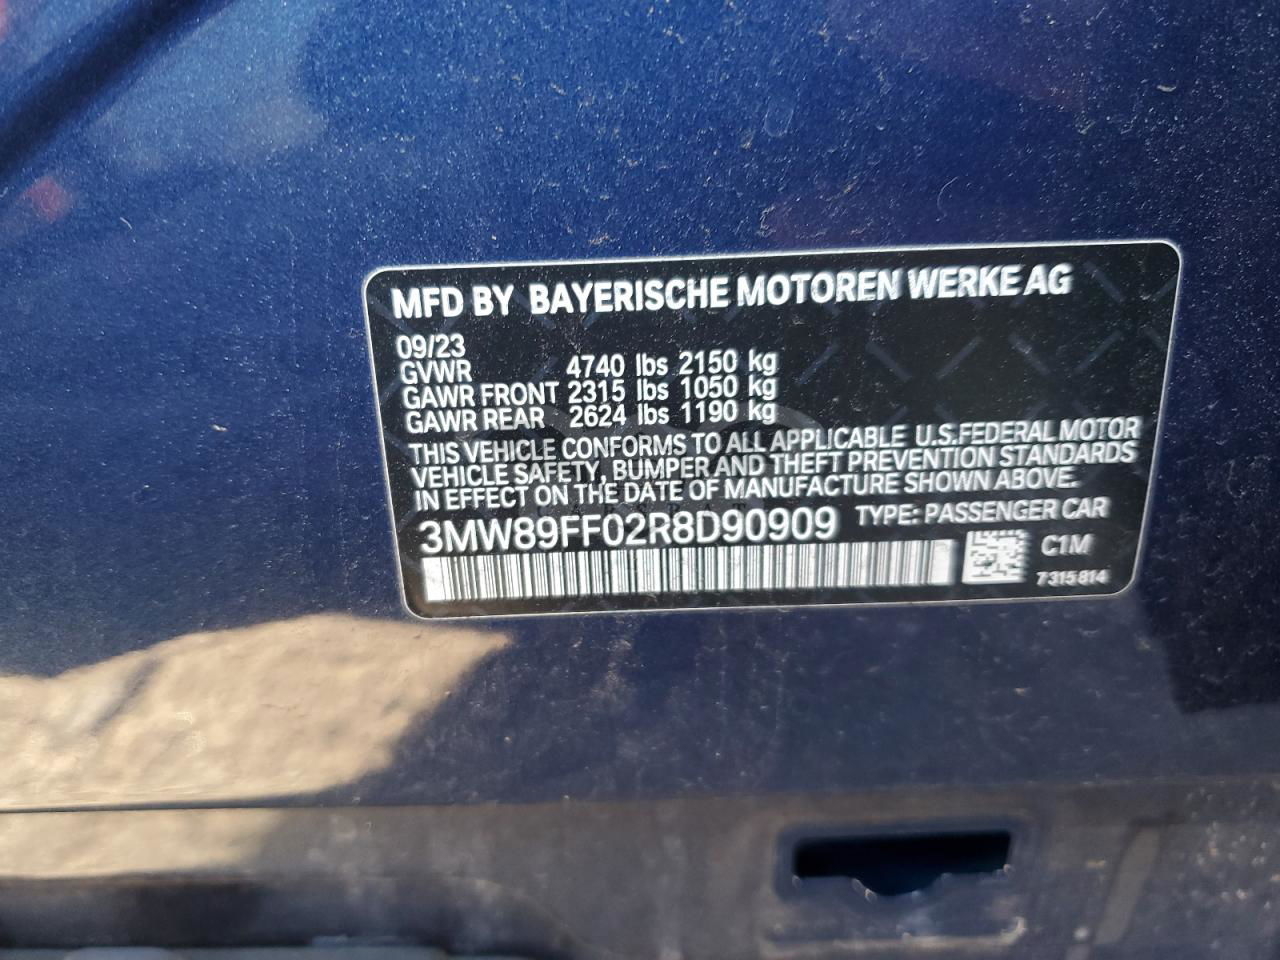 MFD BY BAYERISCHE MOTOREN WERKE AG
09/23
GVWR 4740 lbs 2150 kg
GAWR FRONT 2315 lbs 1050 kg
GAWR REAR 2624 lbs 1190 kg
THIS VEHICLE CONFORMS TO ALL APPLICABLE U.S.FEDERAL MOTOR
VEHICLE SAFETY, BUMPER AND THEFT PREVENTION STANDARDS
IN EFFECT ON THE DATE OF MANUFACTURE SHOWN ABOVE.
3MW89FF02R8D90909 TYPE: PASSENGER CAR
C1M
7315814